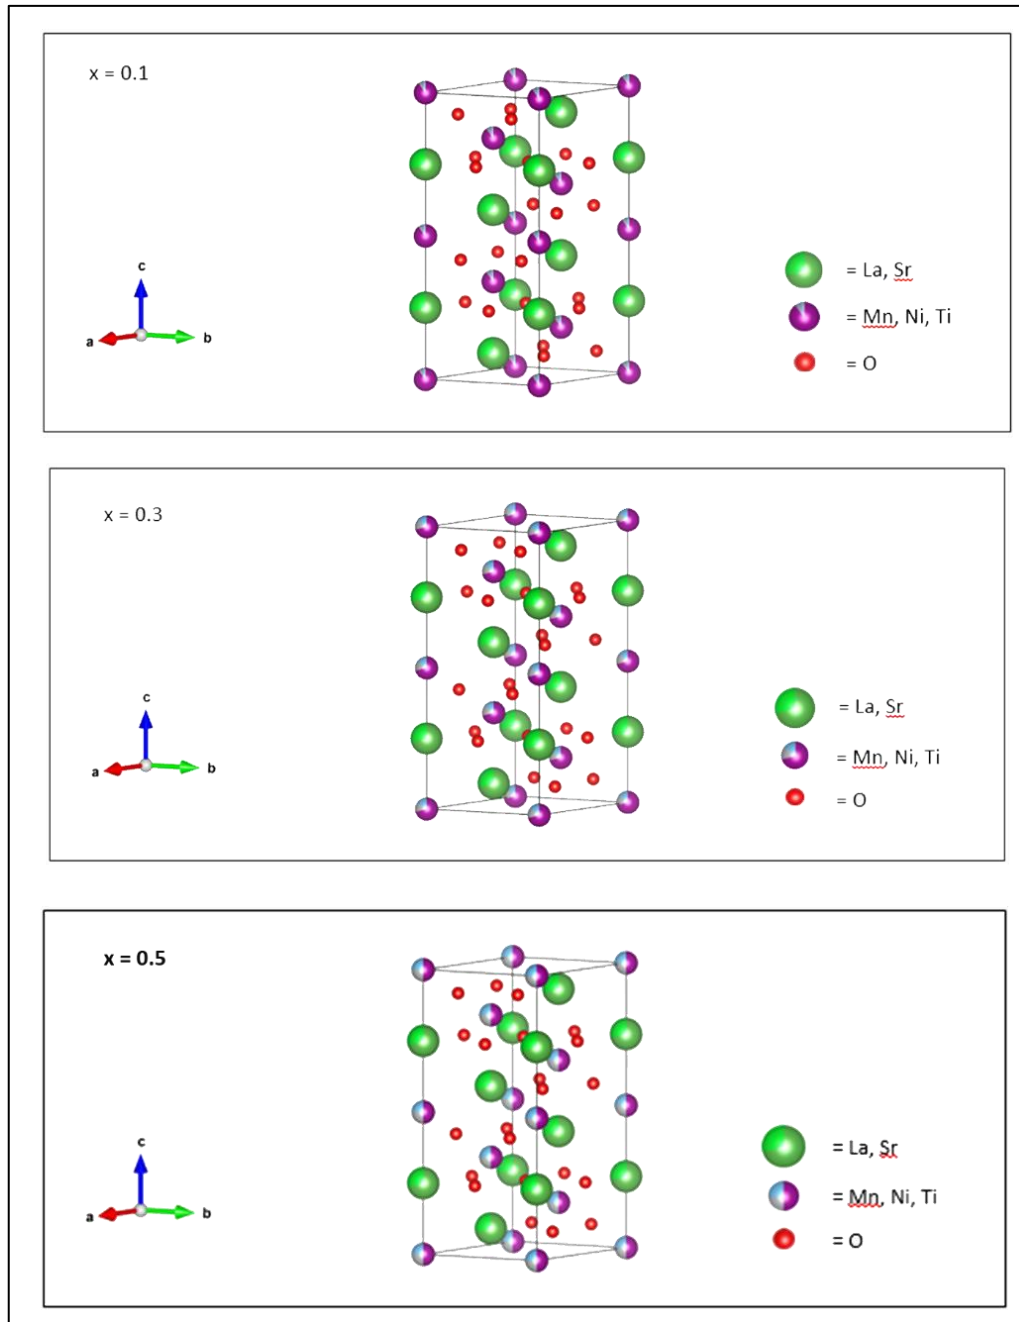 x = 0.1
c
a
b
= La, Sr
= Mn, Ni, Ti
= O
x = 0.3
c
a
b
= La, Sr
= Mn, Ni, Ti
= O
x = 0.5
c
a
b
= La, Sr
= Mn, Ni, Ti
= O